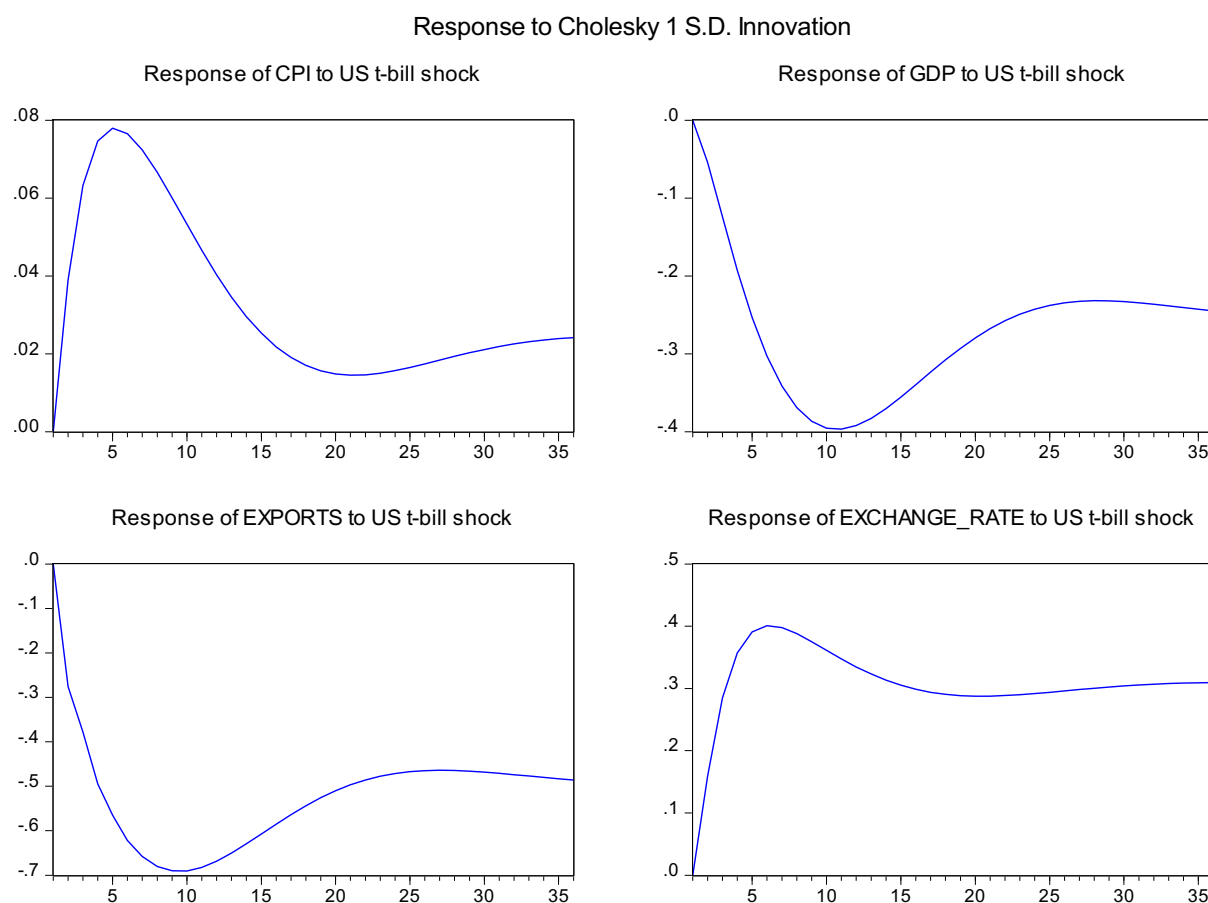 Response to Cholesky 1 S.D. Innovation
Response of CPI to US t-bill shock
.08
.06
.04
.02
.00
5 10 15 20 25 30 35
Response of GDP to US t-bill shock
.0
-.1
-.2
-.3
-.4
5 10 15 20 25 30 35
Response of EXPORTS to US t-bill shock
.0
-.1
-.2
-.3
-.4
-.5
-.6
-.7
5 10 15 20 25 30 35
Response of EXCHANGE_RATE to US t-bill shock
.5
.4
.3
.2
.1
.0
5 10 15 20 25 30 35